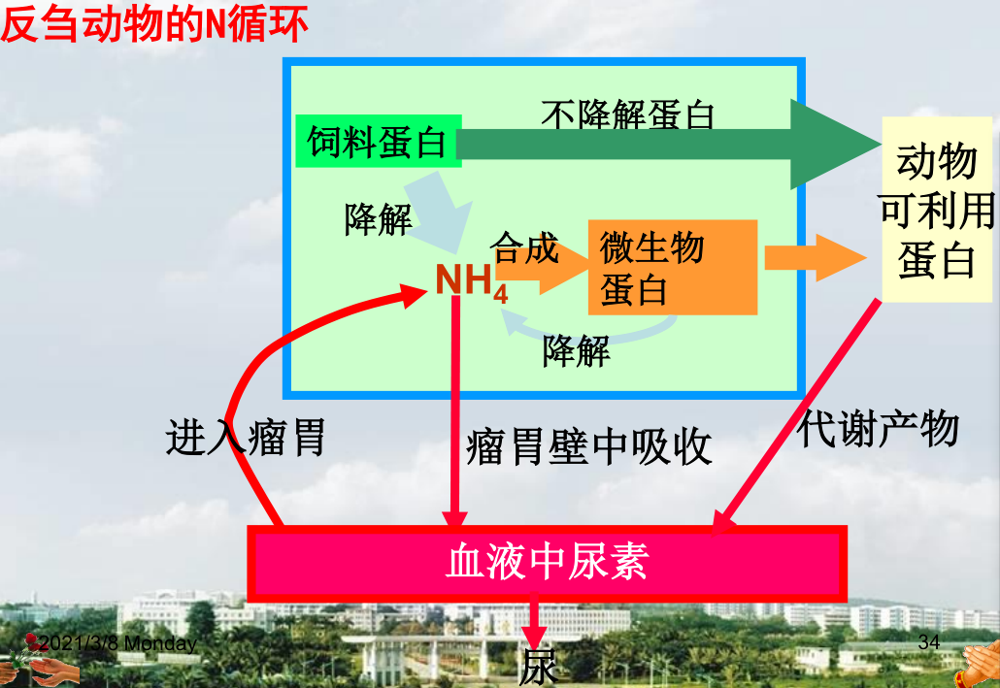 反刍动物的N循环
不降解蛋白
饲料蛋白
动物
可利用
蛋白
降解
合成
微生物
蛋白
NH4
降解
进入瘤胃
瘤胃壁中吸收
代谢产物
血液中尿素
2021/3/8 Monday
34
尿